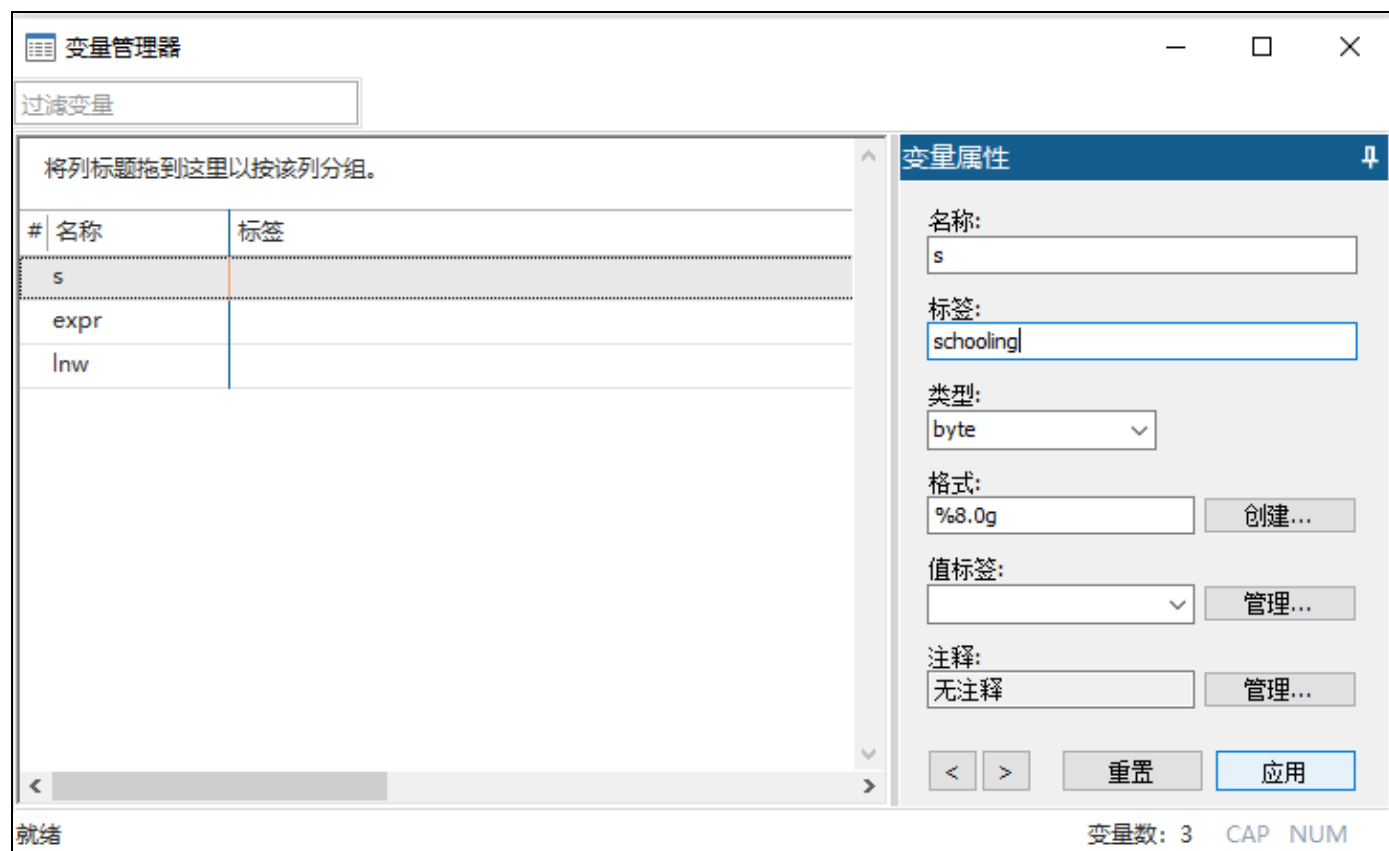 变量管理器
过滤变量
将列标题拖到这里以按该列分组。
# 名称 标签
s
expr
lnw
变量属性
名称:
s
标签:
schooling
类型:
byte
格式:
%8.0g 创建...
值标签:
管理...
注释:
无注释 管理...
< > 重置 应用
就绪 变量数: 3 CAP NUM